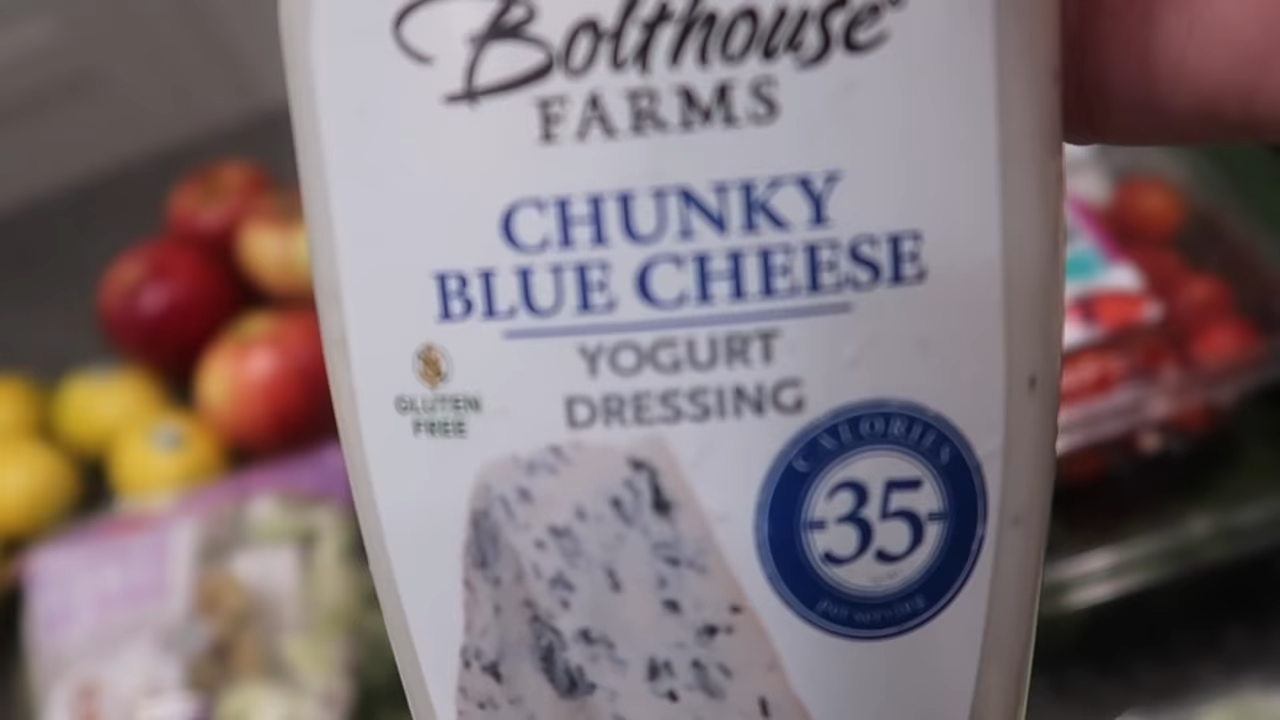 Bolthouse®
FARMS
CHUNKY
BLUE CHEESE
YOGURT
DRESSING
GLUTEN
FREE
CALORIES
35
per serving